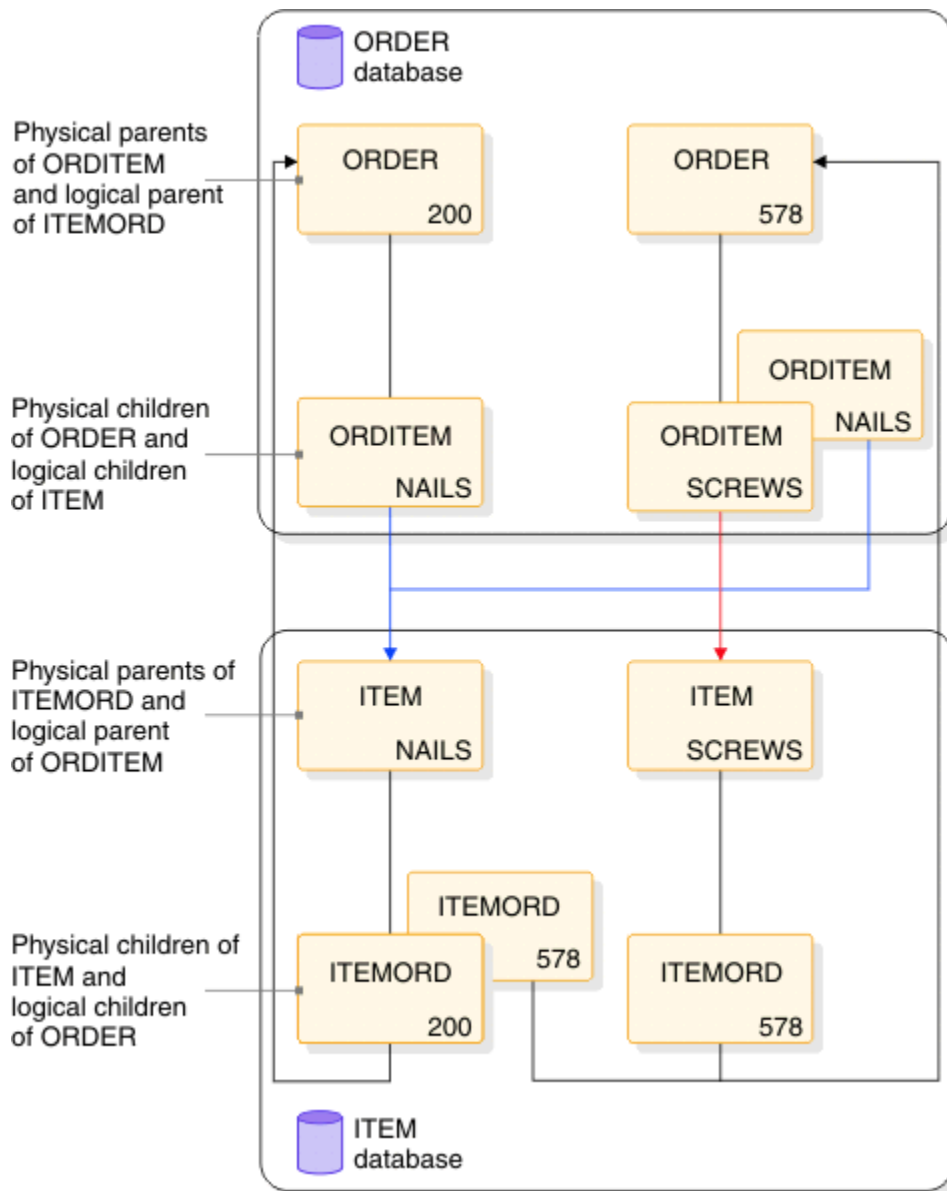 ORDER
database
Physical parents
of ORDITEM
and logical parent
of ITEMORD
ORDER
200
ORDER
578
Physical children
of ORDER and
logical children
of ITEM
ORDITEM
NAILS
ORDITEM
SCREWS
ORDITEM
NAILS
Physical parents of
ITEMORD and
logical parent
of ORDITEM
ITEM
NAILS
ITEM
SCREWS
Physical children of
ITEM and
logical children
of ORDER
ITEMORD
200
ITEMORD
578
ITEMORD
578
ITEM
database